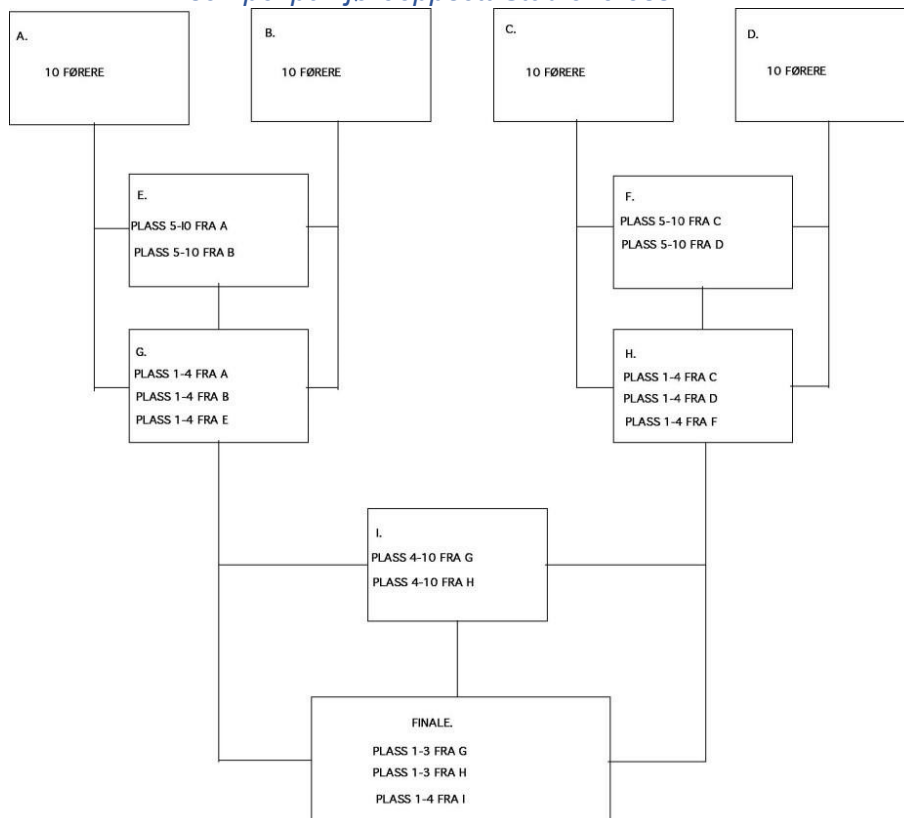 A.
10 FØRERE
B.
10 FØRERE
C.
10 FØRERE
D.
10 FØRERE
E.
PLASS 5-10 FRA A
PLASS 5-10 FRA B
F.
PLASS 5-10 FRA C
PLASS 5-10 FRA D
G.
PLASS 1-4 FRA A
PLASS 1-4 FRA B
PLASS 1-4 FRA E
H.
PLASS 1-4 FRA C
PLASS 1-4 FRA D
PLASS 1-4 FRA F
I.
PLASS 4-10 FRA G
PLASS 4-10 FRA H
FINALE.
PLASS 1-3 FRA G
PLASS 1-3 FRA H
PLASS 1-4 FRA I